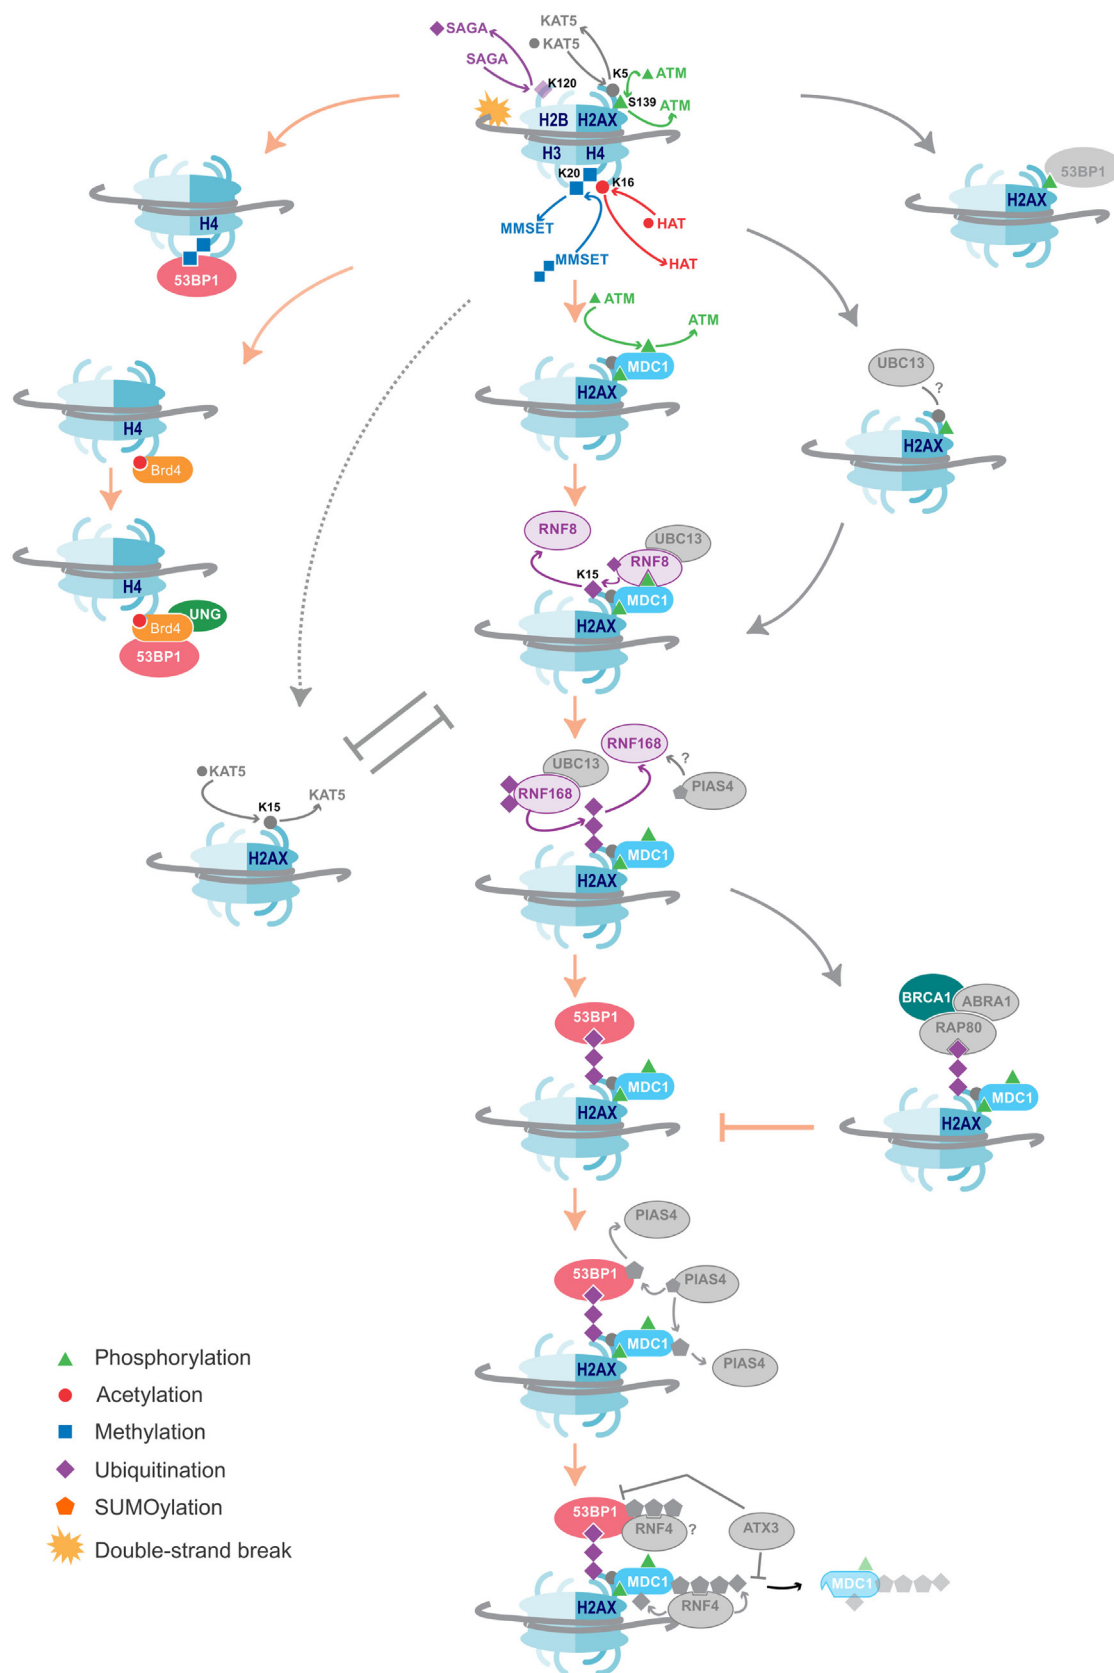 KAT5
SAGA
KAT5
SAGA
K5
ATM
K120
S139
ATM
H2B
H2AX
H3
H4
K20
K16
MMSET
HAT
MMSET
HAT
H4
53BP1
53BP1
H2AX
ATM
ATM
MDC1
H2AX
UBC13
?
H2AX
H4
Brd4
RNF8
UBC13
RNF8
K15
MDC1
H2AX
H4
UNG
Brd4
53BP1
RNF168
?
UBC13
PIAS4
RNF168
KAT5
K15
KAT5
H2AX
MDC1
H2AX
BRCA1
ABRA1
RAP80
MDC1
H2AX
53BP1
MDC1
H2AX
PIAS4
53BP1
PIAS4
MDC1
H2AX
PIAS4
Phosphorylation
Acetylation
Methylation
Ubiquitination
SUMOylation
Double-strand break
53BP1
RNF4
?
ATX3
MDC1
RNF4
H2AX
MDC1